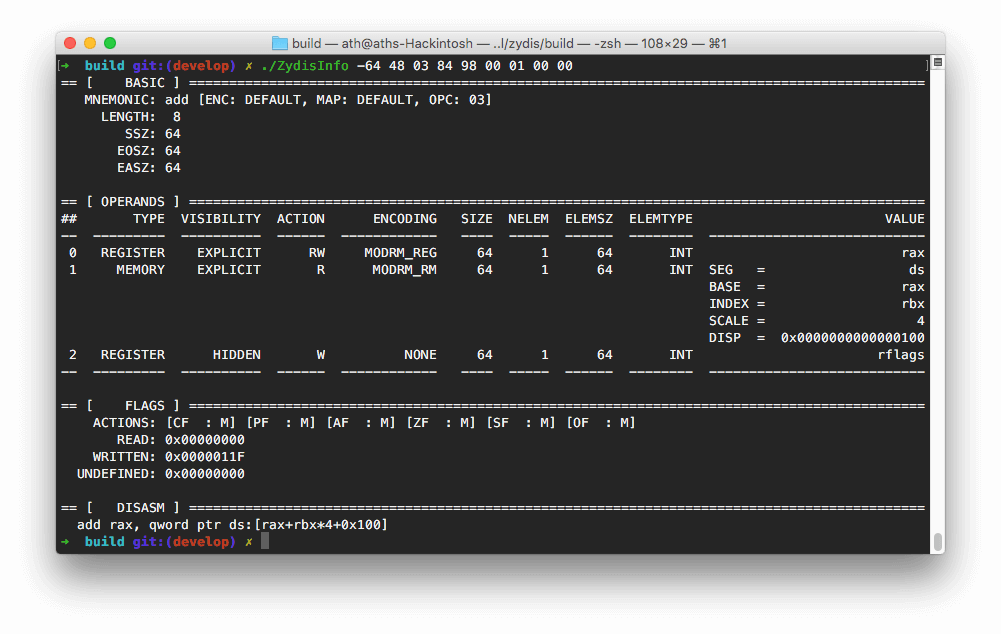 build — ath@aths-Hackintosh — ..l/zydis/build — -zsh — 108×29 — ⌘1
[➜  build git:(develop) ✗ ./ZydisInfo -64 48 03 84 98 00 01 00 00 ]
== [    BASIC ] ============================================================================================
   MNEMONIC: add [ENC: DEFAULT, MAP: DEFAULT, OPC: 03]
     LENGTH:  8
        SSZ: 64
       EOSZ: 64
       EASZ: 64
== [ OPERANDS ] ============================================================================================
##       TYPE  VISIBILITY  ACTION      ENCODING   SIZE  NELEM  ELEMSZ  ELEMTYPE                        VALUE
--  ---------  ----------  ------  ------------   ----  -----  ------  --------  ---------------------------
 0   REGISTER    EXPLICIT      RW     MODRM_REG     64      1      64       INT                          rax
 1     MEMORY    EXPLICIT       R      MODRM_RM     64      1      64       INT  SEG   =                  ds
                                                                                 BASE  =                 rax
                                                                                 INDEX =                 rbx
                                                                                 SCALE =                   4
                                                                                 DISP  =  0x0000000000000100
 2   REGISTER      HIDDEN       W          NONE     64      1      64       INT                       rflags
--  ---------  ----------  ------  ------------   ----  -----  ------  --------  ---------------------------
== [    FLAGS ] ============================================================================================
    ACTIONS: [CF  : M] [PF  : M] [AF  : M] [ZF  : M] [SF  : M] [OF  : M]
       READ: 0x00000000
    WRITTEN: 0x0000011F
  UNDEFINED: 0x00000000
== [   DISASM ] ============================================================================================
  add rax, qword ptr ds:[rax+rbx*4+0x100]
➜  build git:(develop) ✗